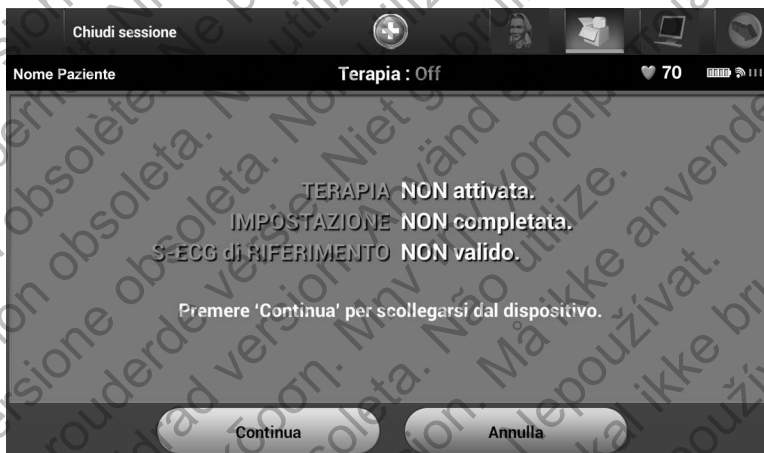 Chiudi sessione
Nome Paziente Terapia : Off 70
TERAPIA NON attivata.
IMPOSTAZIONE NON completata.
S-ECG di RIFERIMENTO NON valido.
Premere 'Continua' per scollegarsi dal dispositivo.
Continua Annulla